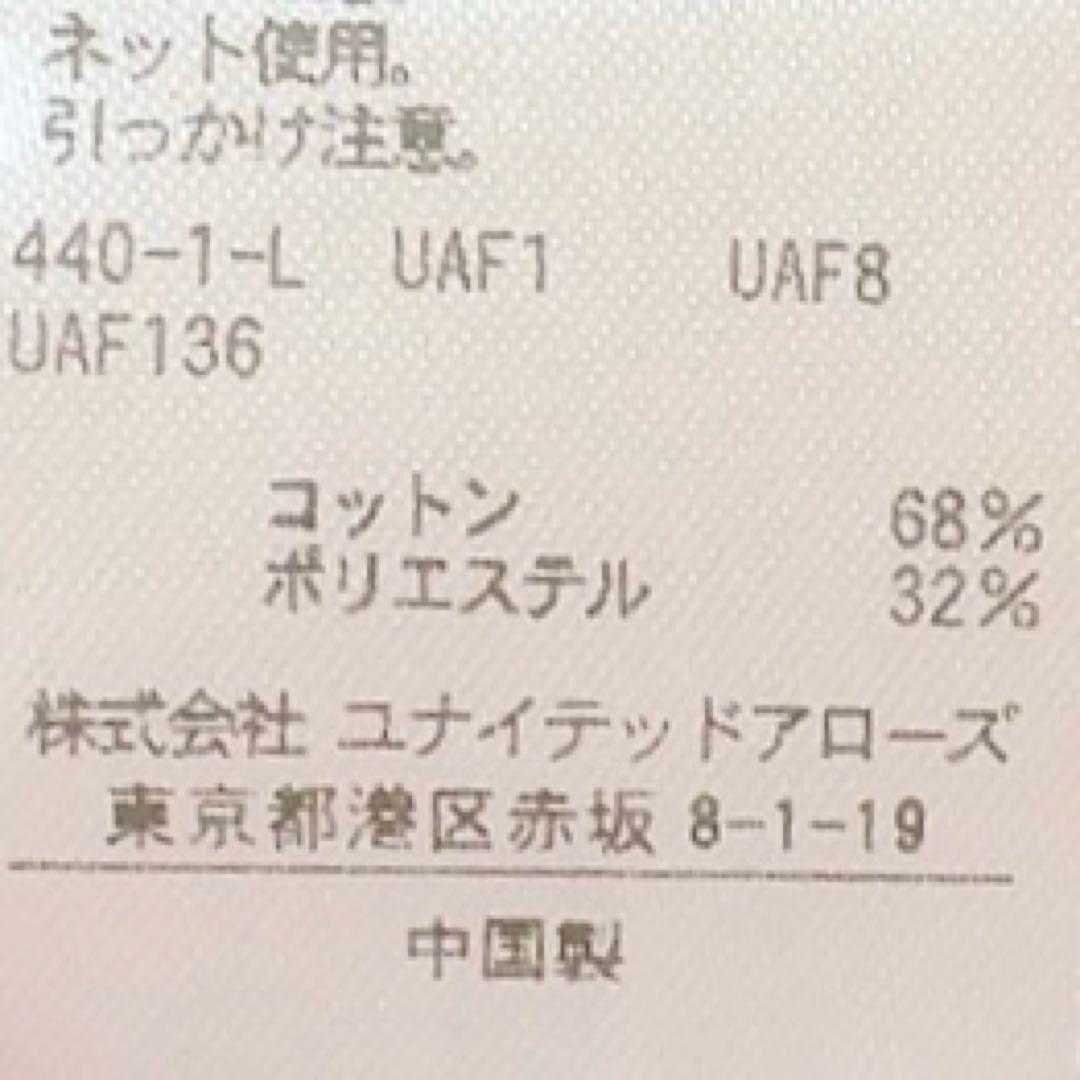 ネット使用。
引っかけ注意。
440-1-L UAF1 UAF8
UAF136
コットン 68%
ポリエステル 32%
株式会社 ユナイテッドアローズ
東京都港区赤坂 8-1-19
中国製